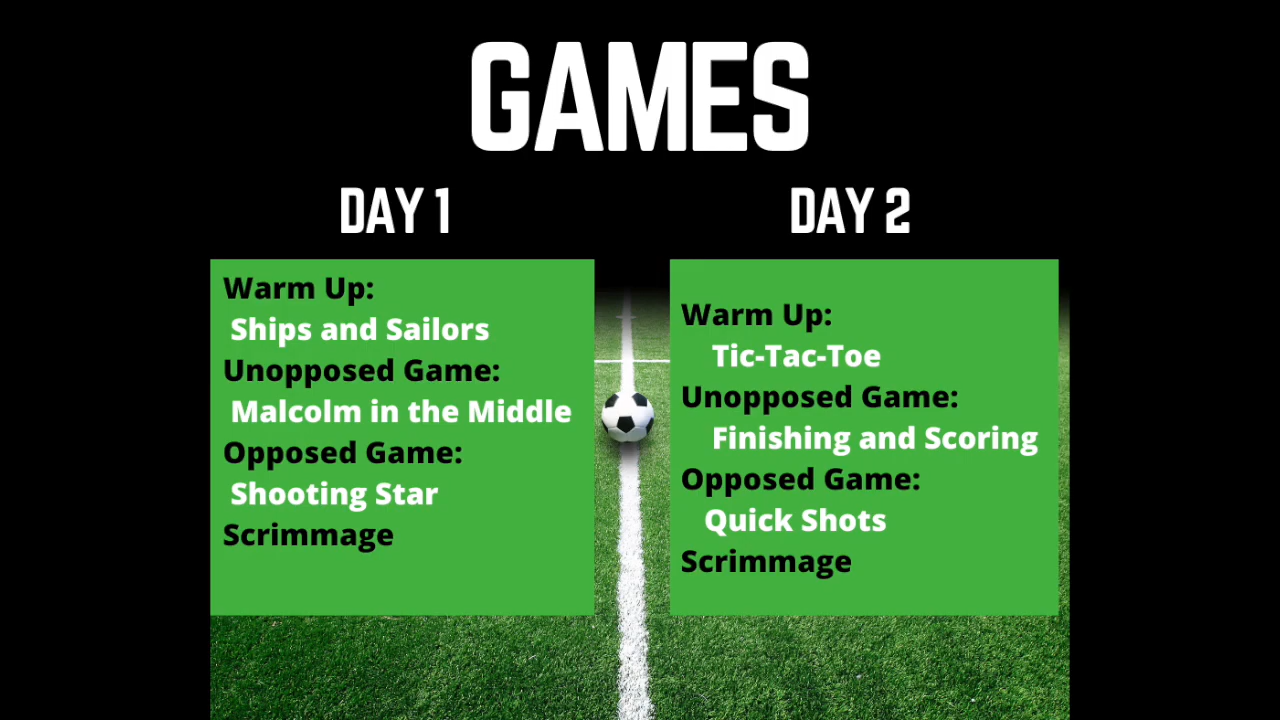 GAMES
DAY 1
Warm Up:
Ships and Sailors
Unopposed Game:
Malcolm in the Middle
Opposed Game:
Shooting Star
Scrimmage
DAY 2
Warm Up:
Tic-Tac-Toe
Unopposed Game:
Finishing and Scoring
Opposed Game:
Quick Shots
Scrimmage